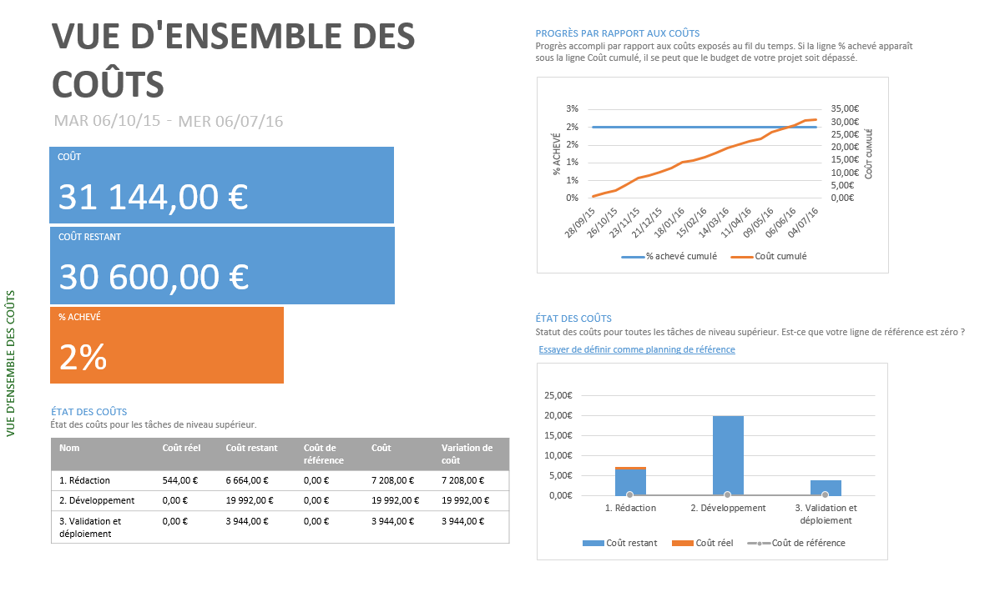 VUE D'ENSEMBLE DES
COÛTS
MAR 06/10/15 - MER 06/07/16
COÛT
31 144,00 €
COÛT RESTANT
30 600,00 €
% ACHEVÉ
2%
VUE D'ENSEMBLE DES COÛTS
ÉTAT DES COÛTS
État des coûts pour les tâches de niveau supérieur.
Nom Coût réel Coût restant Coût de référence Coût Variation de coût
1. Rédaction 544,00 € 6 664,00 € 0,00 € 7 208,00 € 7 208,00 €
2. Développement 0,00 € 19 992,00 € 0,00 € 19 992,00 € 19 992,00 €
3. Validation et déploiement 0,00 € 3 944,00 € 0,00 € 3 944,00 € 3 944,00 €
PROGRÈS PAR RAPPORT AUX COÛTS
Progrès accompli par rapport aux coûts exposés au fil du temps. Si la ligne % achevé apparaît
sous la ligne Coût cumulé, il se peut que le budget de votre projet soit dépassé.
% ACHEVÉ
3%
2%
2%
1%
1%
0%
35,00€
30,00€
25,00€
20,00€
15,00€
10,00€
5,00€
0,00€
COÛT CUMULÉ
28/09/15 26/10/15 23/11/15 21/12/15 18/01/16 15/02/16 14/03/16 11/04/16 09/05/16 06/06/16 04/07/16
% achevé cumulé Coût cumulé
ÉTAT DES COÛTS
Statut des coûts pour toutes les tâches de niveau supérieur. Est-ce que votre ligne de référence est zéro ?
Essayer de définir comme planning de référence
25,00€
20,00€
15,00€
10,00€
5,00€
0,00€
1. Rédaction 2. Développement 3. Validation et
déploiement
Coût restant Coût réel Coût de référence